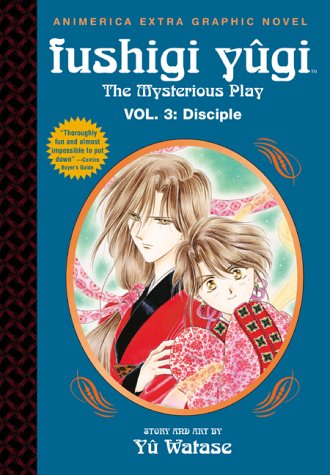 ANIMERICA EXTRA GRAPHIC NOVEL
fushigi yûgi™
The Mysterious Play
VOL. 3: Disciple
"Thoroughly
fun and almost
impossible to put
down" —Comics
Buyer's Guide
STORY AND ART BY
Yû Watase